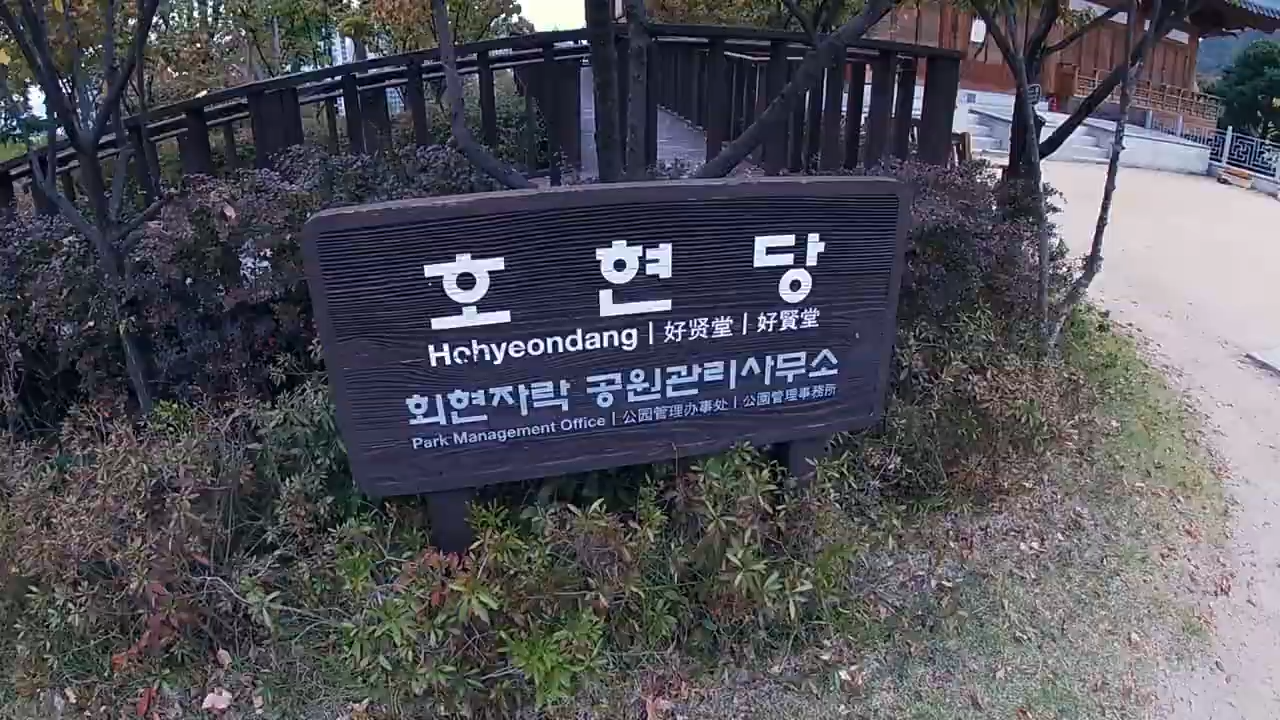 호 현 당
Hohyeondang | 好贤堂 | 好賢堂
회현자락 공원관리사무소
Park Management Office | 公园管理办事处 | 公園管理事務所